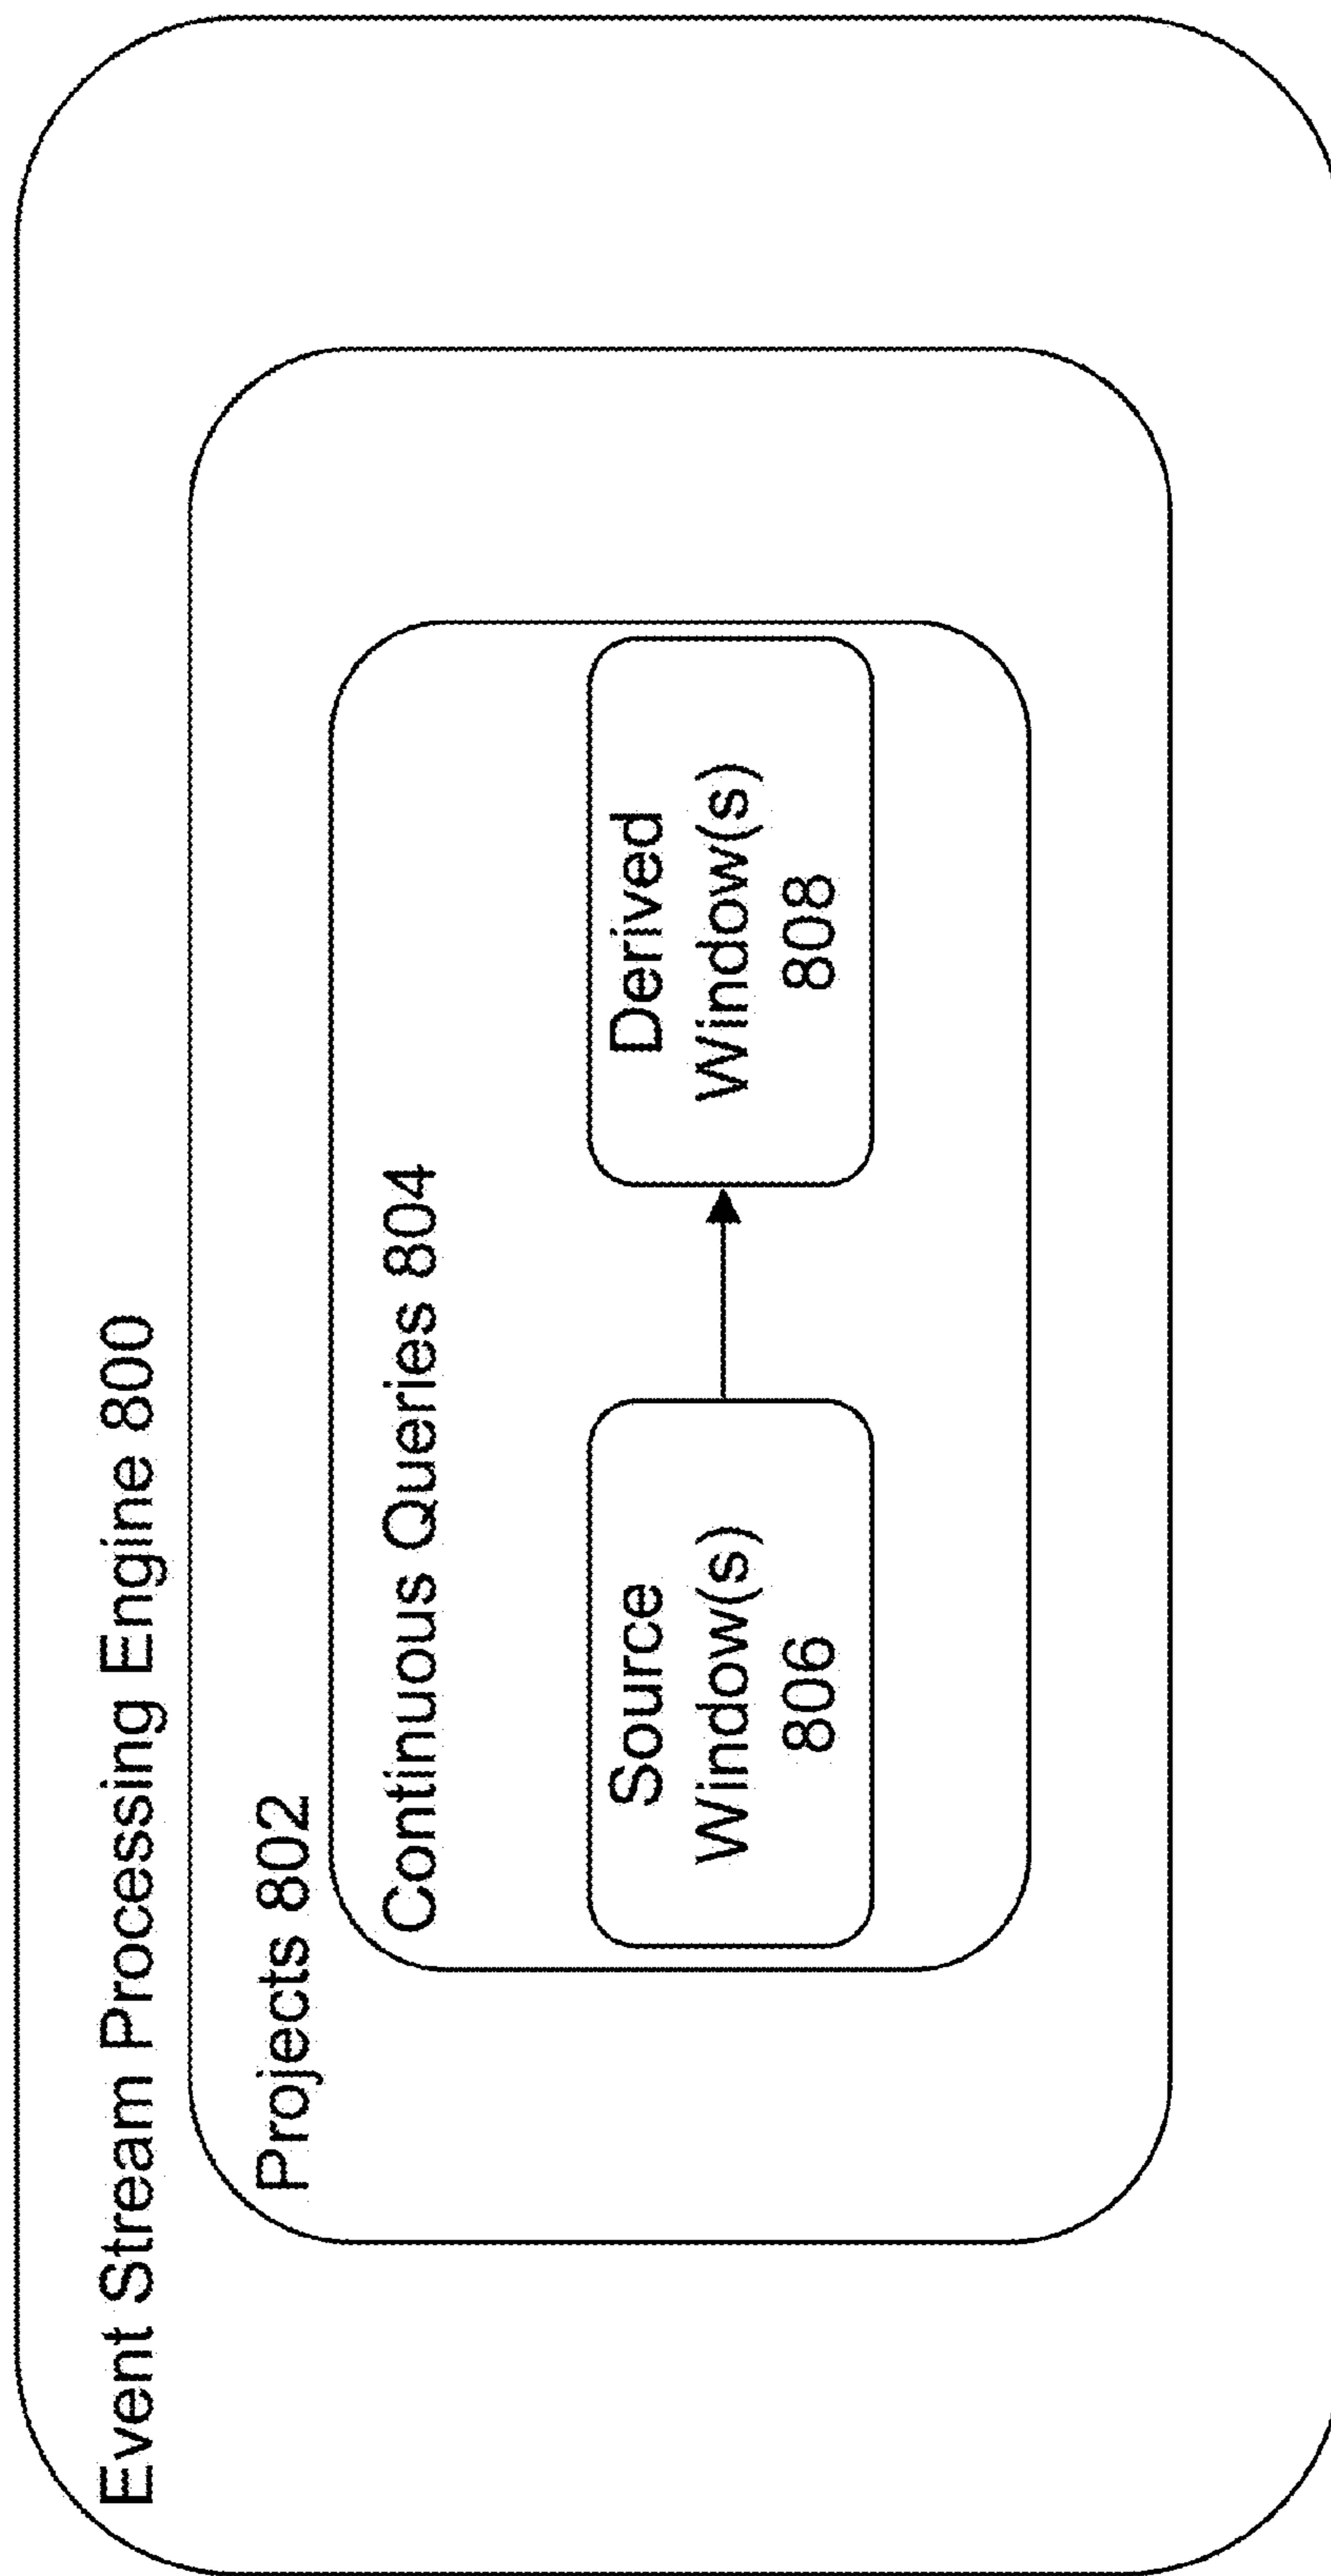 Event Stream Processing Engine 800
Projects 802
Continuous Queries 804
Source
Window(s)
806
Derived
Window(s)
808